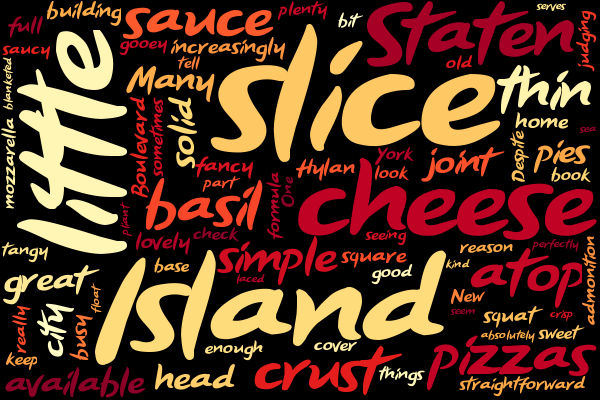 full
building
sauce
plenty
bit
Staten
serves
judging
saucy
gooey
increasingly
tell
old
little
Many
slice
thin
mozzarella
blanketed
Boulevard
sometimes
solid
home
sea
Despite
pies
book
fancy
part
Hylan
York
look
joint
formula
One
basil
cheese
plant
lovely
check
seeing
tangy
base
simple
square
good
reason
kind
perfectly
atop
admonition
great
laced
Island
New
seem
squat
crisp
really
city
busy
float
keep
enough
cover
absolutely
sweet
available
head
crust
things
pizzas
straightforward